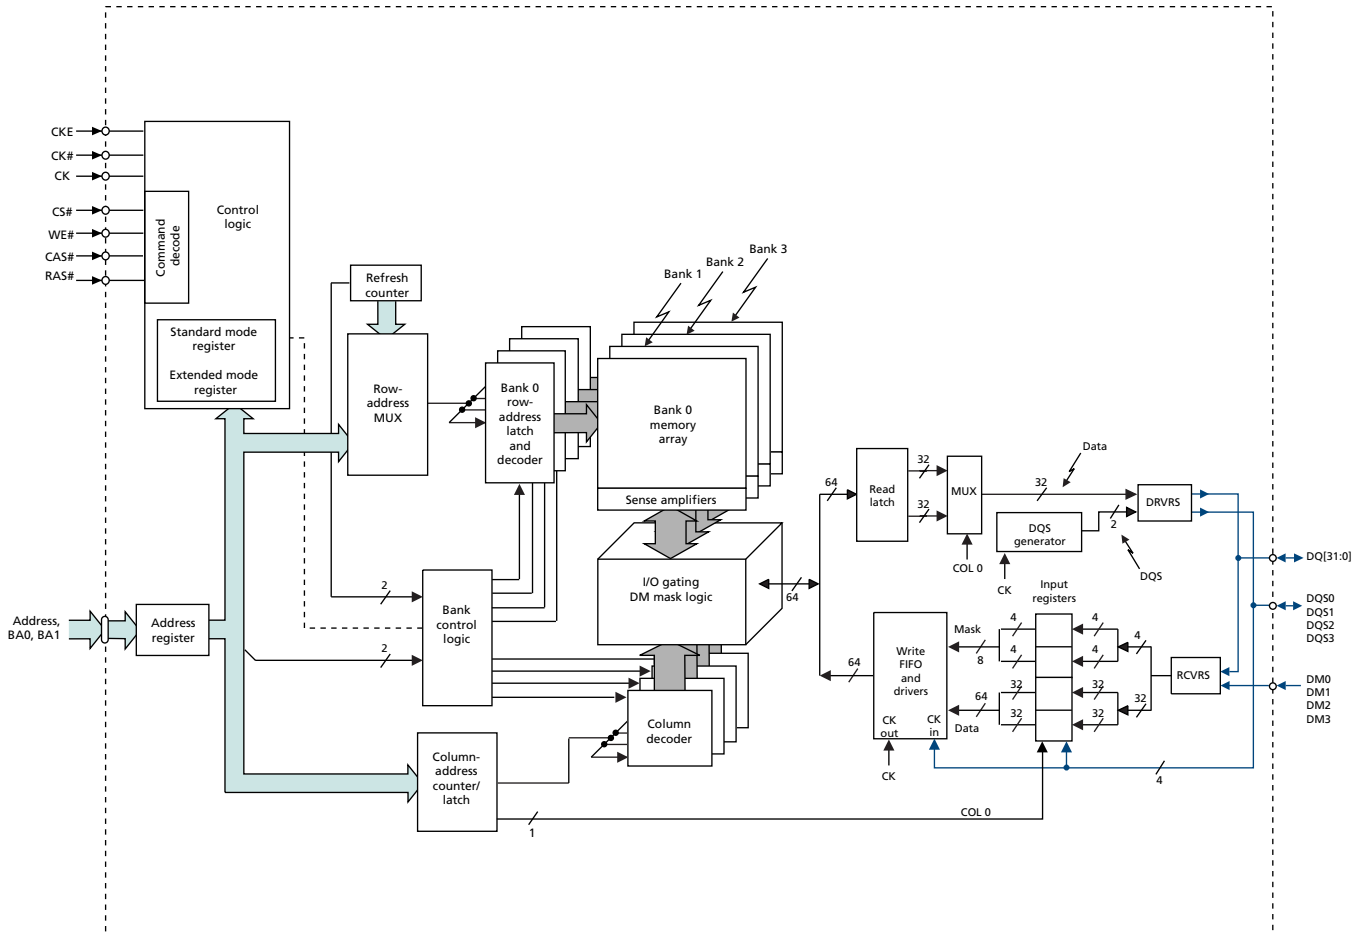 CKE
CK#
CK
CS#
WE#
CAS#
RAS#
Command
decode
Control
logic
Standard mode
register
Extended mode
register
Refresh
counter
Row-
address
MUX
Bank 0
row-
address
latch
and
decoder
Bank 1
Bank 2
Bank 3
Bank 0
memory
array
Sense amplifiers
I/O gating
DM mask logic
Address,
BA0, BA1
Address
register
2
2
Bank
control
logic
Column-
address
counter/
latch
1
Column
decoder
64
64
Read
latch
32
32
MUX
COL 0
32
Data
DQS
generator
CK
2
DQS
DRVRS
64
Write
FIFO
and
drivers
CK
out
CK
in
CK
Mask
8
64
Data
Input
registers
4
4
32
32
4
4
32
32
4
32
RCVRS
4
COL 0
DQ[31:0]
DQS0
DQS1
DQS2
DQS3
DM0
DM1
DM2
DM3